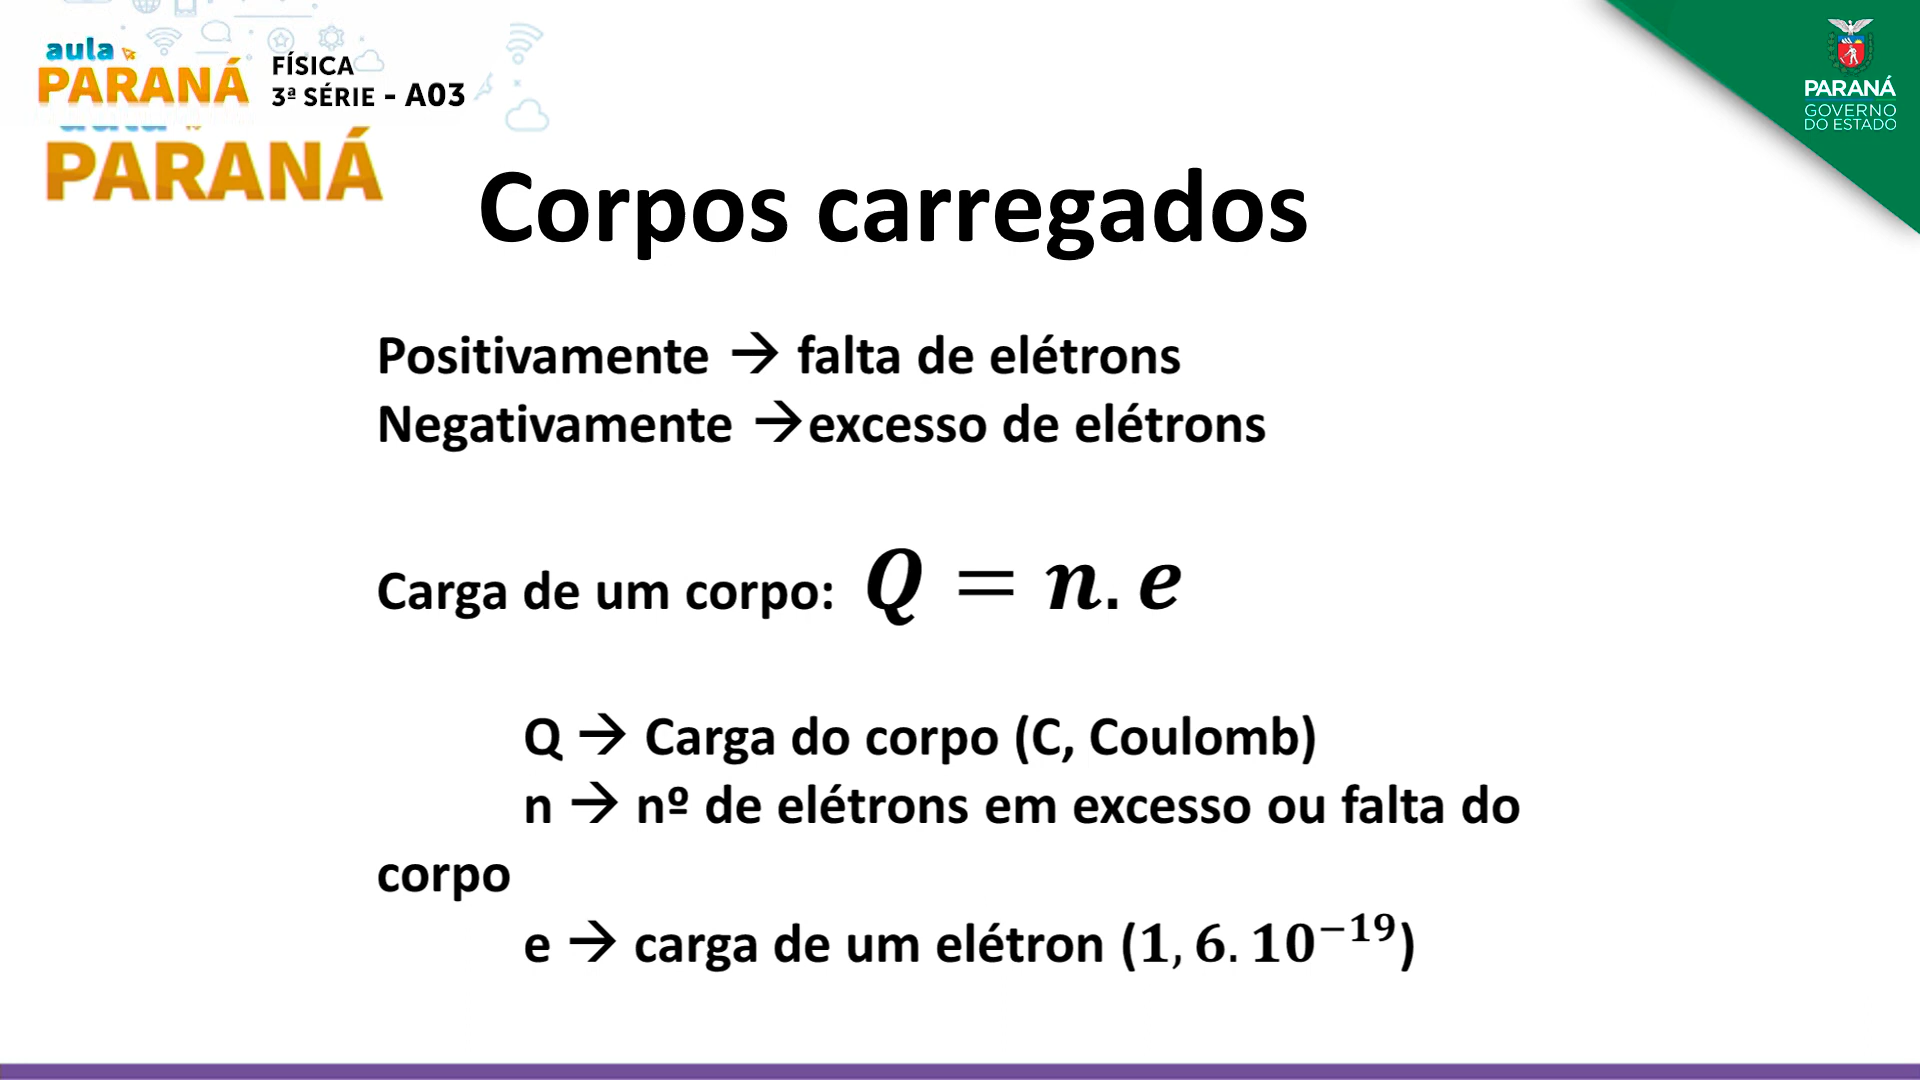 aula
PARANÁ
FÍSICA
3ª SÉRIE - A03
PARANÁ
GOVERNO
DO ESTADO
aula
PARANÁ
Corpos carregados
Positivamente → falta de elétrons
Negativamente →excesso de elétrons
Carga de um corpo: Q = n. e
Q → Carga do corpo (C, Coulomb)
n → nº de elétrons em excesso ou falta do
corpo
e → carga de um elétron (1, 6. 10⁻¹⁹)